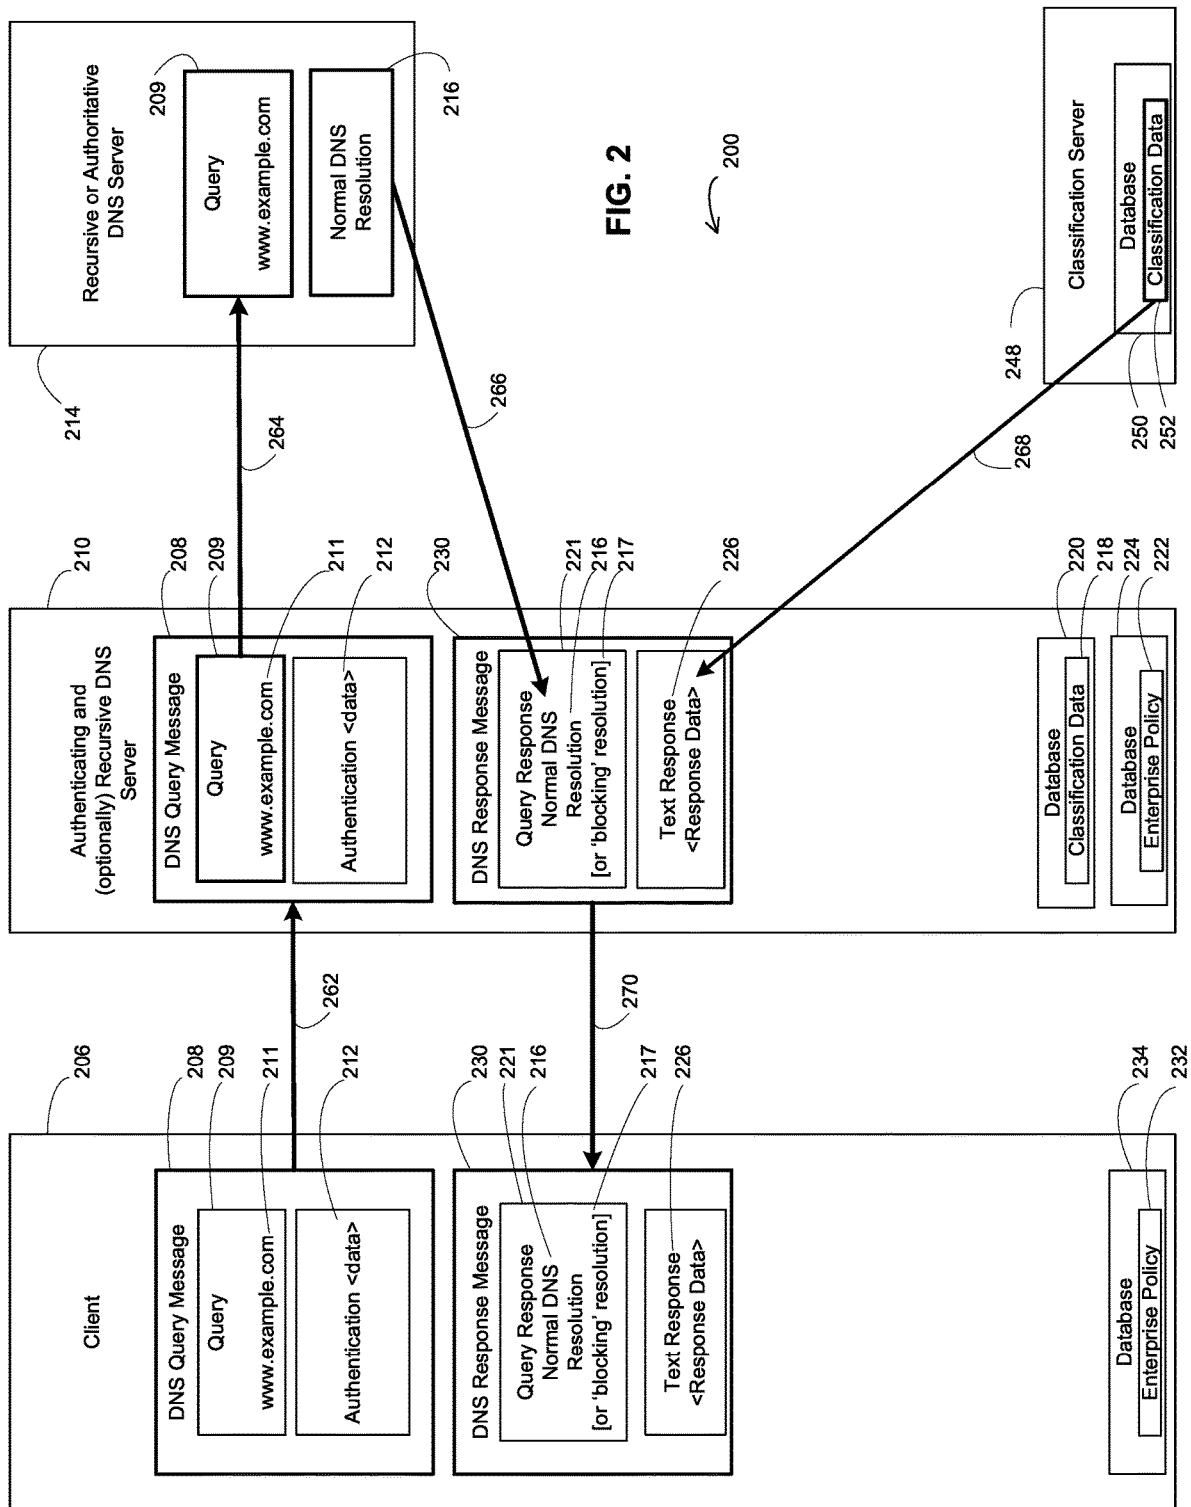 Client
206
DNS Query Message
208
Query
209
www.example.com
211
Authentication <data>
212
DNS Response Message
230
Query Response
221
Normal DNS
Resolution
216
[or 'blocking' resolution]
217
Text Response
<Response Data>
226
Database
234
Enterprise Policy
232
262
270
Authenticating and
(optionally) Recursive DNS
Server
210
DNS Query Message
208
Query
209
www.example.com
211
Authentication <data>
212
DNS Response Message
230
Query Response
221
Normal DNS
Resolution
216
[or 'blocking' resolution]
217
Text Response
<Response Data>
226
Database
220
Classification Data
218
Database
224
Enterprise Policy
222
264
266
268
Recursive or Authoritative
DNS Server
214
Query
209
www.example.com
Normal DNS
Resolution
216
FIG. 2
200
Classification Server
248
Database
250
Classification Data
252